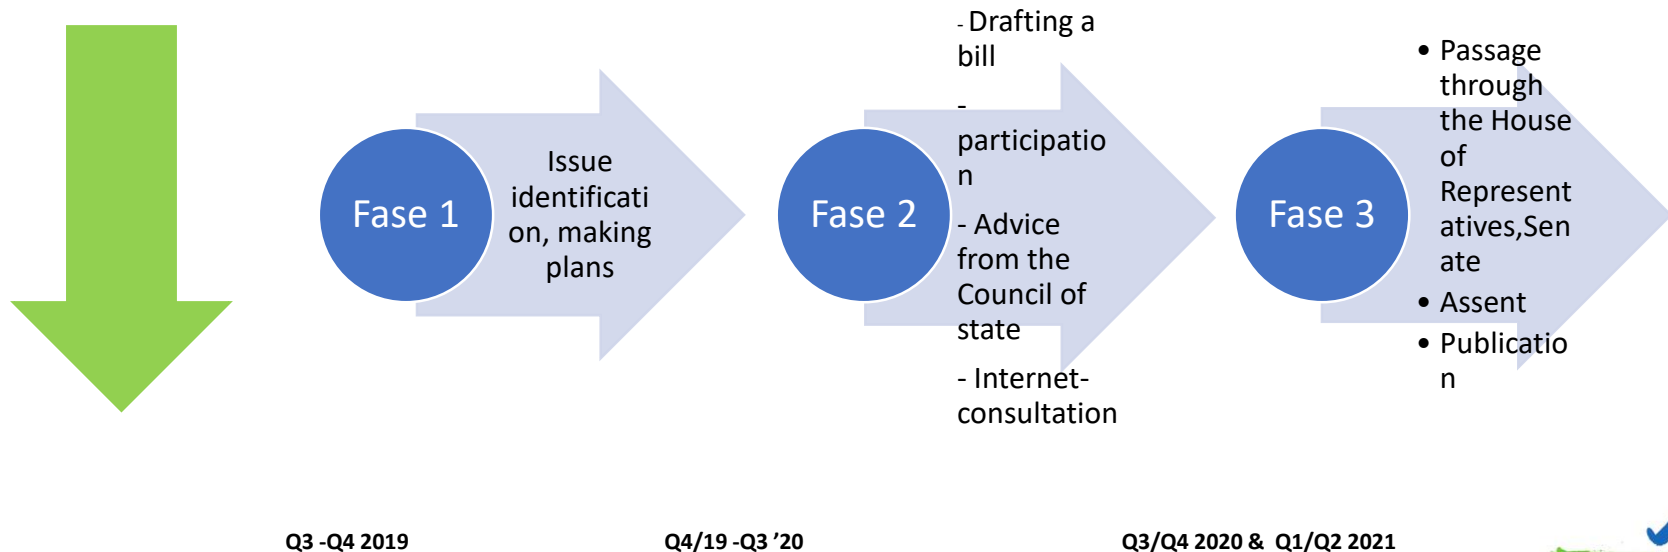 Fase 1
Issue
identificati
on, making
plans
Fase 2
- Drafting a
bill
-
participatio
n
- Advice
from the
Council of
state
- Internet-
consultation
Fase 3
• Passage
through
the House
of
Represent
atives,Sen
ate
• Assent
• Publicatio
n
Q3 -Q4 2019
Q4/19 -Q3 ’20
Q3/Q4 2020 & Q1/Q2 2021